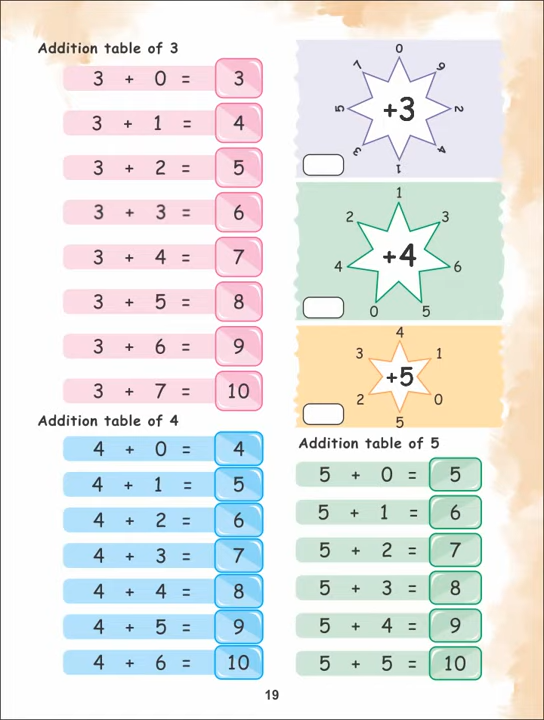 Addition table of 3
3 + 0 = 3
3 + 1 = 4
3 + 2 = 5
3 + 3 = 6
3 + 4 = 7
3 + 5 = 8
3 + 6 = 9
3 + 7 = 10
Addition table of 4
4 + 0 = 4
4 + 1 = 5
4 + 2 = 6
4 + 3 = 7
4 + 4 = 8
4 + 5 = 9
4 + 6 = 10
0
7 6
5 +3 2
3 4
1
1
2 3
4 +4 6
0 5
4
3 1
+5
2 0
5
Addition table of 5
5 + 0 = 5
5 + 1 = 6
5 + 2 = 7
5 + 3 = 8
5 + 4 = 9
5 + 5 = 10
19